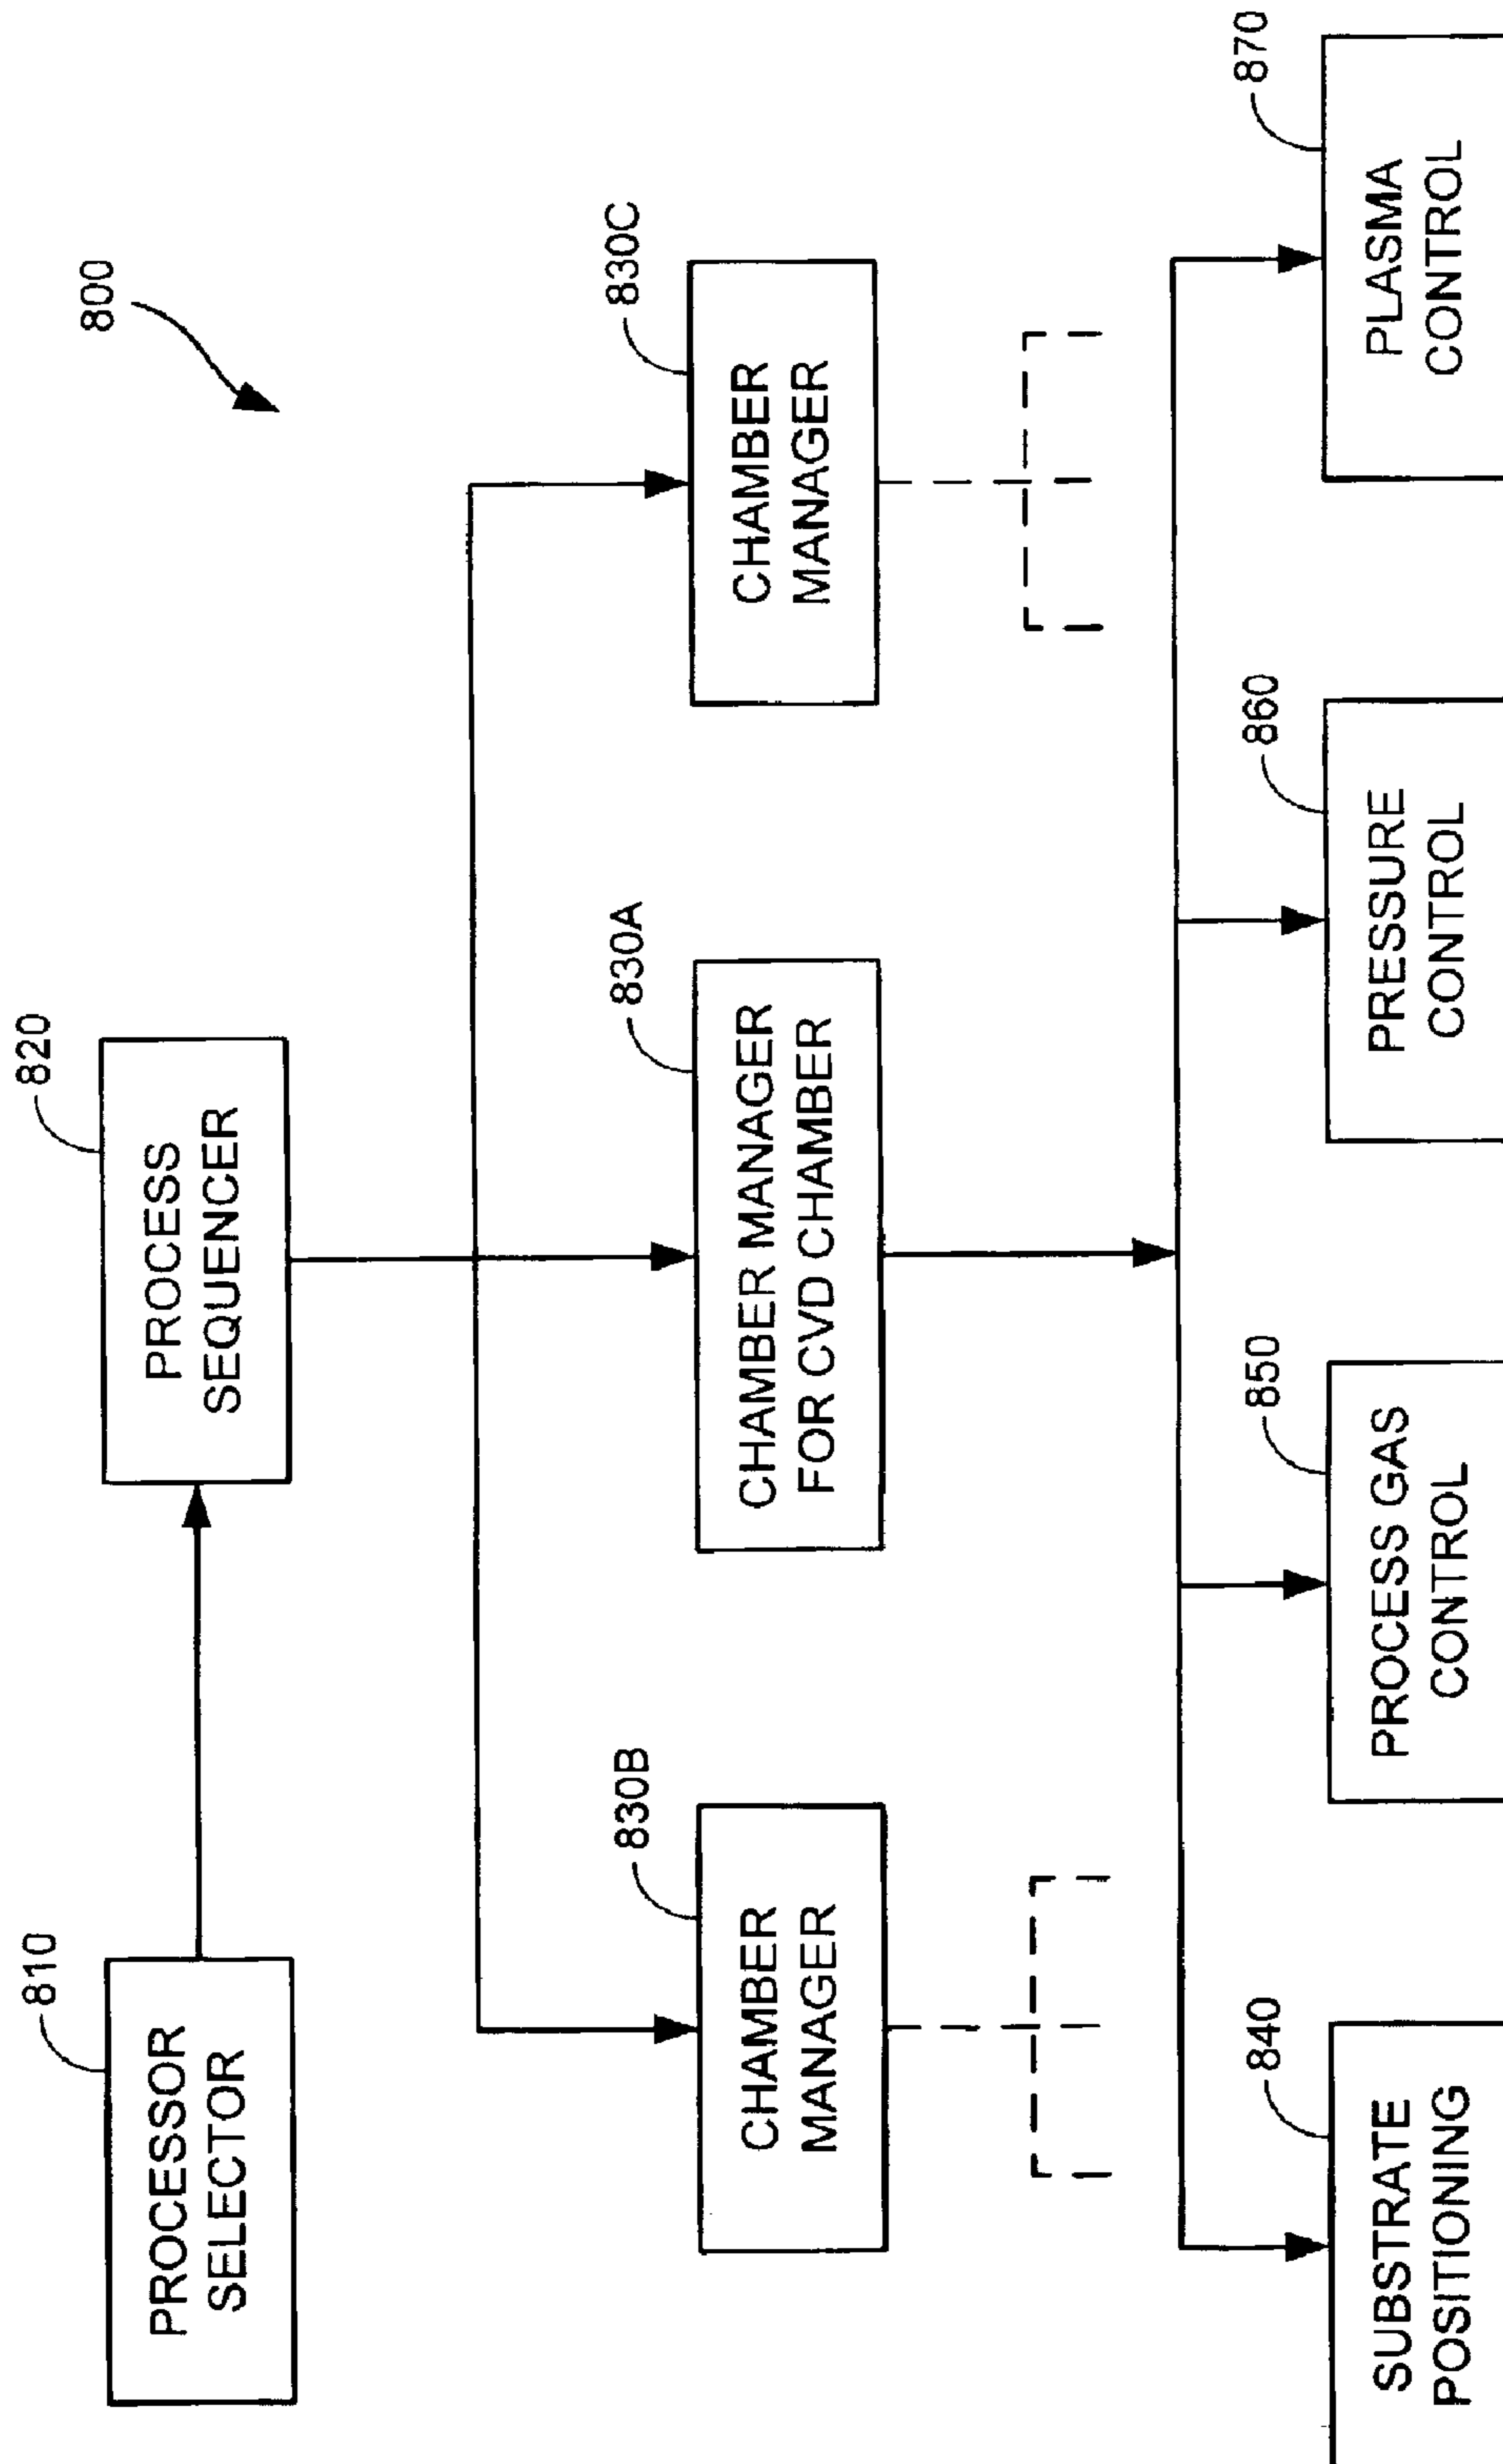 800
810
PROCESSOR
SELECTOR
820
PROCESS
SEQUENCER
830B
CHAMBER
MANAGER
830A
CHAMBER MANAGER
FOR CVD CHAMBER
830C
CHAMBER
MANAGER
840
SUBSTRATE
POSITIONING
850
PROCESS GAS
CONTROL
860
PRESSURE
CONTROL
870
PLASMA
CONTROL